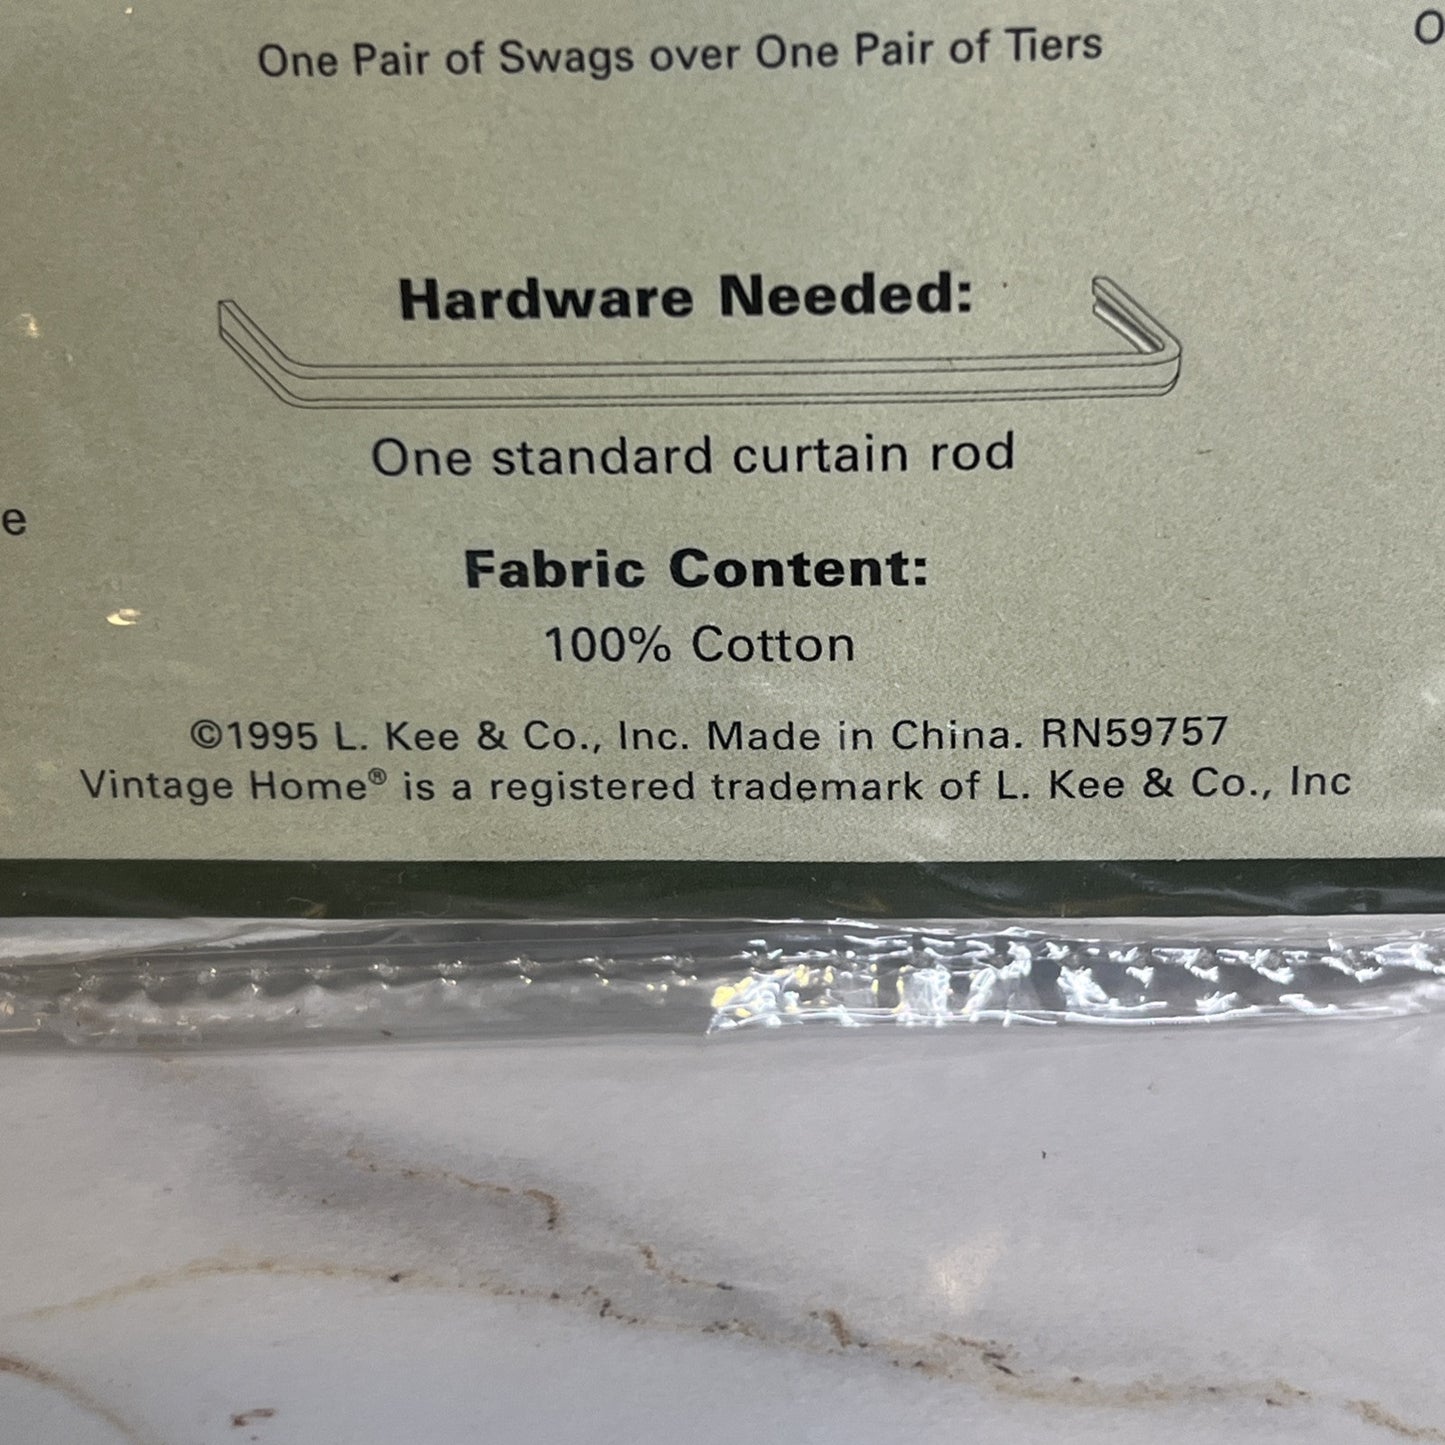 One Pair of Swags over One Pair of Tiers
Hardware Needed:
One standard curtain rod
Fabric Content:
100% Cotton
©1995 L. Kee & Co., Inc. Made in China. RN59757
Vintage Home® is a registered trademark of L. Kee & Co., Inc